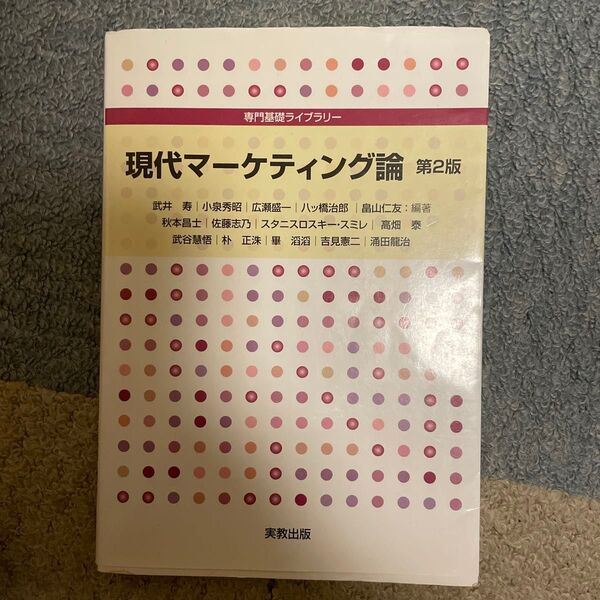 専門基礎ライブラリー
現代マーケティング論 第2版
武井 寿|小泉秀昭|広瀬盛一|八ッ橋治郎|畠山仁友:編著
秋本昌士|佐藤志乃|スタニスロスキー・スミレ|高畑 泰
武谷慧悟|朴 正洙|畢 滔滔|吉見憲二|涌田龍治
実教出版